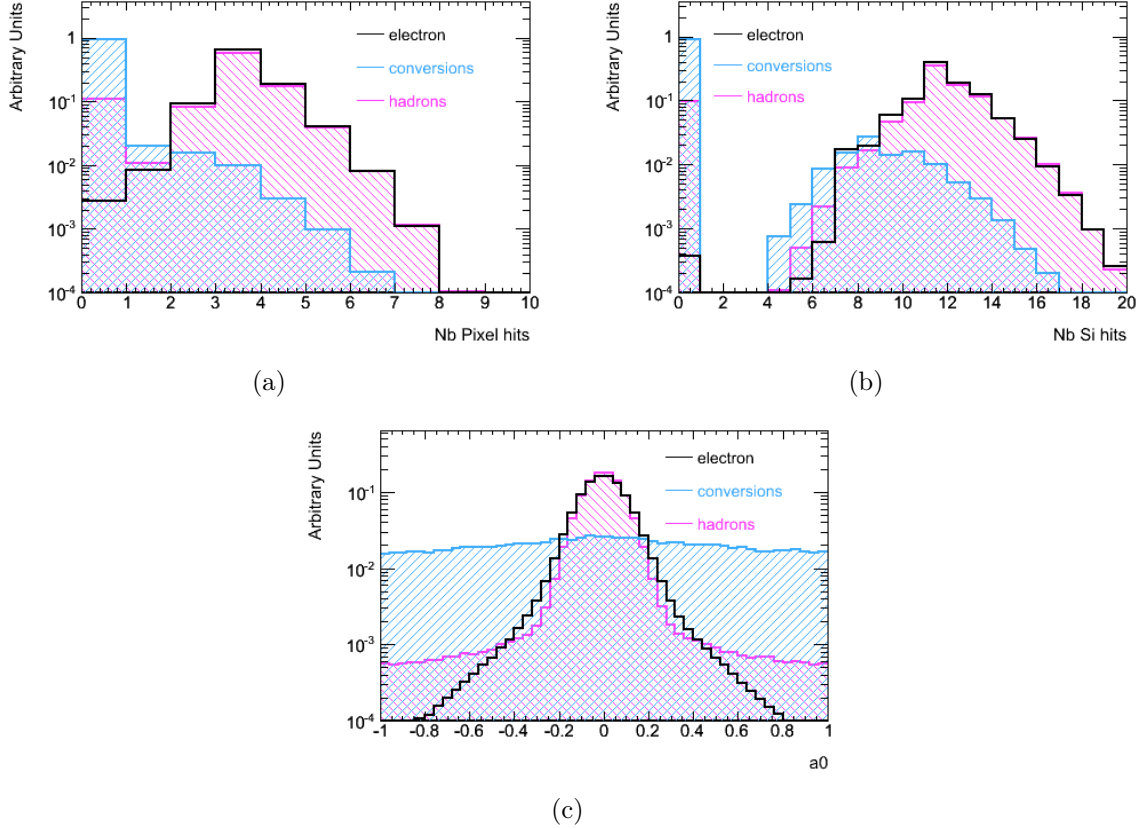 Arbitrary Units
electron
conversions
hadrons
1
10^-1
10^-2
10^-3
10^-4
0 1 2 3 4 5 6 7 8 9 10
Nb Pixel hits
(a)
Arbitrary Units
electron
conversions
hadrons
1
10^-1
10^-2
10^-3
10^-4
0 2 4 6 8 10 12 14 16 18 20
Nb Si hits
(b)
Arbitrary Units
electron
conversions
hadrons
10^-1
10^-2
10^-3
10^-4
-1 -0.8 -0.6 -0.4 -0.2 0 0.2 0.4 0.6 0.8 1
a0
(c)